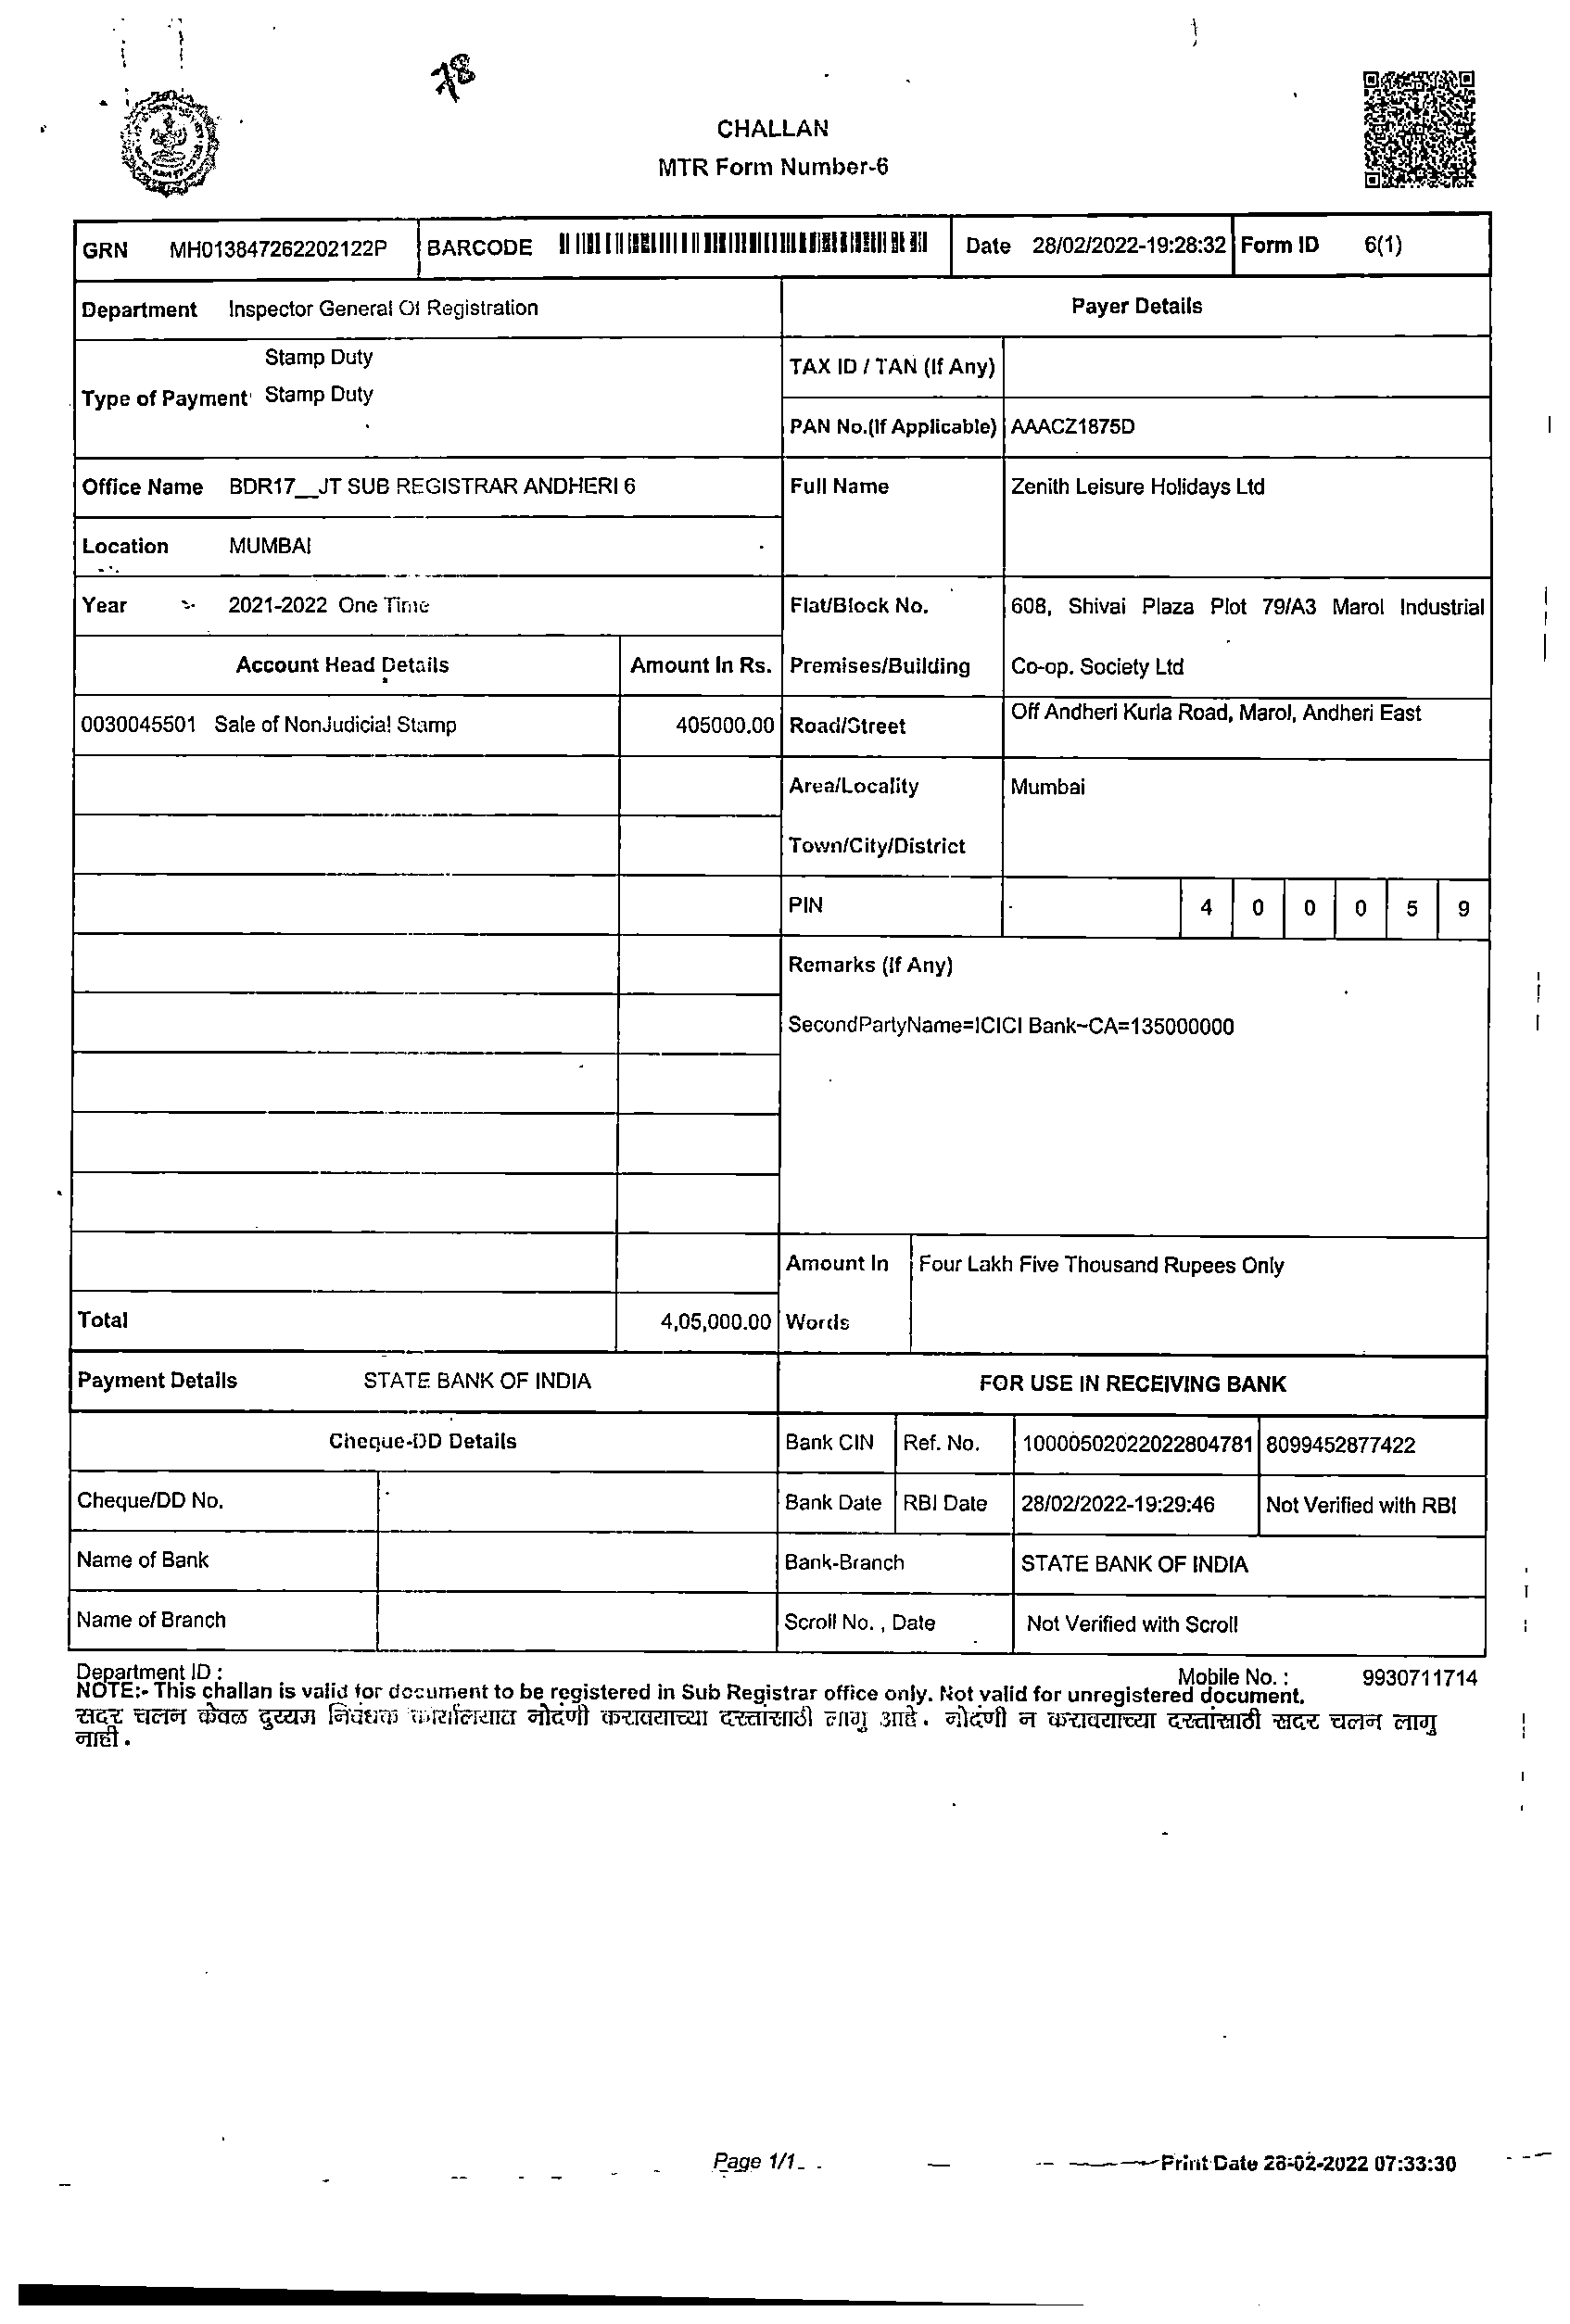 78
CHALLAN
MTR Form Number-6
GRN MH013847262202122P BARCODE Date 28/02/2022-19:28:32 Form ID 6(1)
Department Inspector General Of Registration
Payer Details
Stamp Duty
Type of Payment Stamp Duty
TAX ID / TAN (If Any)
PAN No.(If Applicable) AAACZ1875D
Office Name BDR17__JT SUB REGISTRAR ANDHERI 6
Full Name Zenith Leisure Holidays Ltd
Location MUMBAI
Year 2021-2022 One Time
Flat/Block No. 608, Shivai Plaza Plot 79/A3 Marol Industrial
Account Head Details Amount In Rs.
Premises/Building Co-op. Society Ltd
0030045501 Sale of NonJudicial Stamp 405000.00
Road/Street Off Andheri Kurla Road, Marol, Andheri East
Area/Locality Mumbai
Town/City/District
PIN 4 0 0 0 5 9
Remarks (If Any)
SecondPartyName=ICICI Bank~CA=135000000
Amount In Four Lakh Five Thousand Rupees Only
Total 4,05,000.00 Words
Payment Details STATE BANK OF INDIA
FOR USE IN RECEIVING BANK
Cheque-DD Details
Bank CIN Ref. No. 10000502022022804781 8099452877422
Cheque/DD No.
Bank Date RBI Date 28/02/2022-19:29:46 Not Verified with RBI
Name of Bank
Bank-Branch STATE BANK OF INDIA
Name of Branch
Scroll No. , Date Not Verified with Scroll
Department ID :
Mobile No. : 9930711714
NOTE:- This challan is valid for document to be registered in Sub Registrar office only. Not valid for unregistered document.
सदर चलन केवळ दुय्यम निबंधक कार्यालयात नोदंणी करावयाच्या दस्तांसाठी लागु आहे . नोदंणी न करावयाच्या दस्तांसाठी सदर चलन लागु
नाही .
Page 1/1
Print Date 28-02-2022 07:33:30